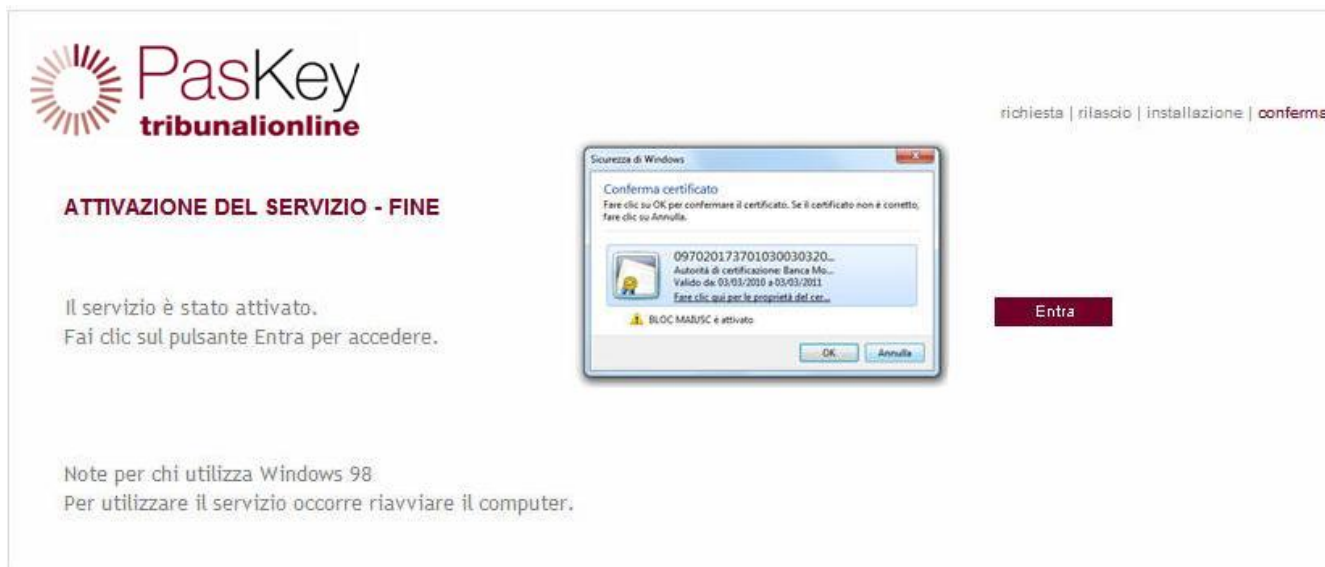 PasKey
tribunalionline
richiesta | rilascio | installazione | conferma
ATTIVAZIONE DEL SERVIZIO - FINE
Il servizio è stato attivato.
Fai clic sul pulsante Entra per accedere.
Sicurezza di Windows
Conferma certificato
Fare clic su OK per confermare il certificato. Se il certificato non è corretto,
fare clic su Annulla.
097020173701030030320...
Autorità di certificazione: Banca Mo...
Valido da: 03/03/2010 a 03/03/2011
Fare clic qui per le proprietà del cer...
BLOC MAIUSC è attivato
OK
Annulla
Entra
Note per chi utilizza Windows 98
Per utilizzare il servizio occorre riavviare il computer.